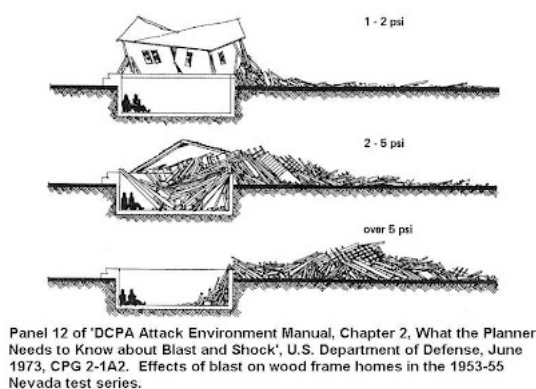 1 - 2 psi
2 - 5 psi
over 5 psi
Panel 12 of 'DCPA Attack Environment Manual, Chapter 2, What the Planner
Needs to Know about Blast and Shock', U.S. Department of Defense, June
1973, CPG 2-1A2.  Effects of blast on wood frame homes in the 1953-55
Nevada test series.